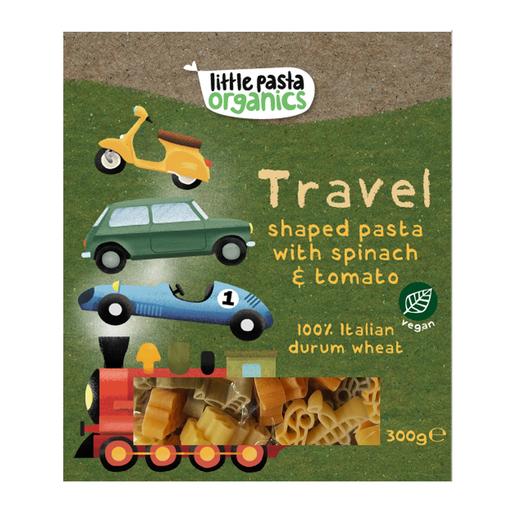 little pasta
organics
Travel
shaped pasta
with spinach
& tomato
vegan
1
100% Italian
durum wheat
300g℮